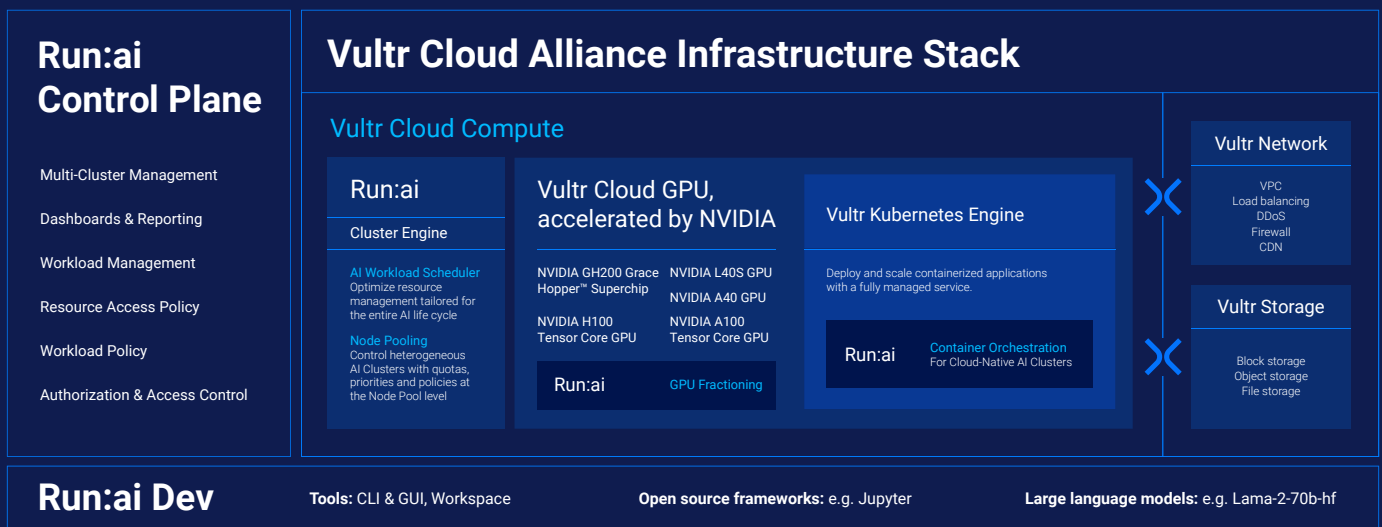 Run:ai
Control Plane
Multi-Cluster Management
Dashboards & Reporting
Workload Management
Resource Access Policy
Workload Policy
Authorization & Access Control
Vultr Cloud Alliance Infrastructure Stack
Vultr Cloud Compute
Run:ai
Cluster Engine
AI Workload Scheduler
Optimize resource
management tailored for
the entire AI life cycle
Node Pooling
Control heterogeneous
AI Clusters with quotas,
priorities and policies at
the Node Pool level
Vultr Cloud GPU,
accelerated by NVIDIA
NVIDIA GH200 Grace
Hopper™ Superchip
NVIDIA H100
Tensor Core GPU
NVIDIA L40S GPU
NVIDIA A40 GPU
NVIDIA A100
Tensor Core GPU
Run:ai
GPU Fractioning
Vultr Kubernetes Engine
Deploy and scale containerized applications
with a fully managed service.
Run:ai
Container Orchestration
For Cloud-Native AI Clusters
Vultr Network
VPC
Load balancing
DDoS
Firewall
CDN
Vultr Storage
Block storage
Object storage
File storage
Run:ai Dev
Tools: CLI & GUI, Workspace
Open source frameworks: e.g. Jupyter
Large language models: e.g. Lama-2-70b-hf